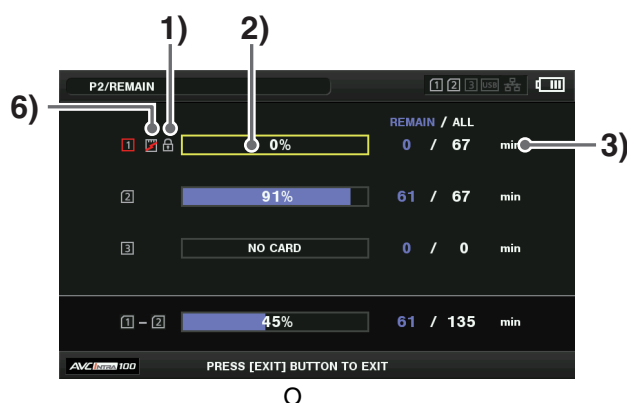 1) 2)
P2/REMAIN 1 2 3 USB
6)
REMAIN / ALL
1 0% 0 / 67 min 3)
2 91% 61 / 67 min
3 NO CARD 0 / 0 min
1 – 2 45% 61 / 135 min
AVC INTRA 100 PRESS [EXIT] BUTTON TO EXIT